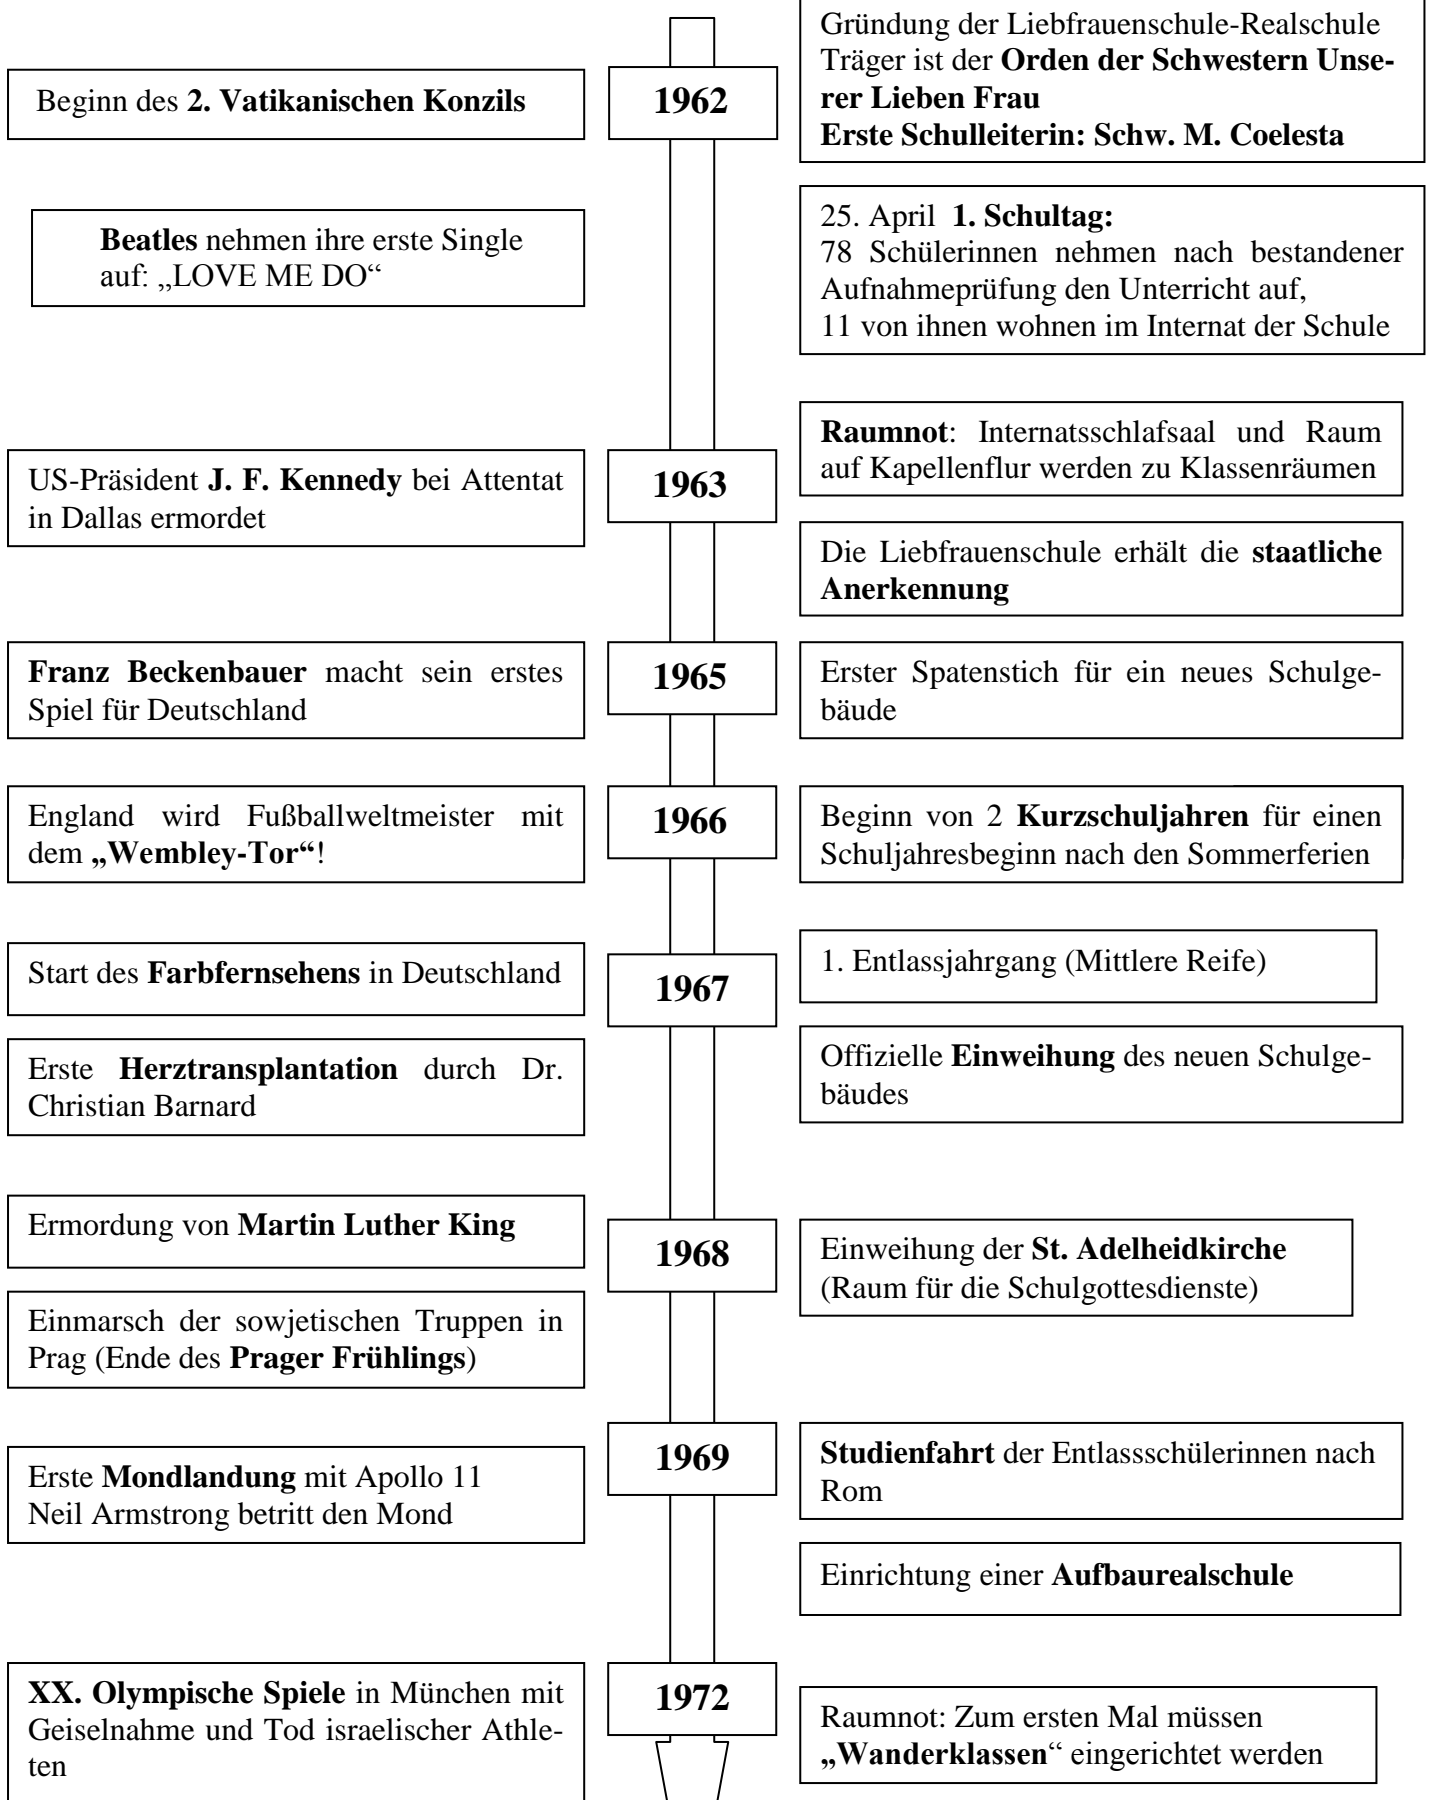 Gründung der Liebfrauenschule-Realschule
Träger ist der Orden der Schwestern Unse-
rer Lieben Frau
Erste Schulleiterin: Schw. M. Coelesta
Beginn des 2. Vatikanischen Konzils
1962
Beatles nehmen ihre erste Single
auf: „LOVE ME DO“
25. April 1. Schultag:
78 Schülerinnen nehmen nach bestandener
Aufnahmeprüfung den Unterricht auf,
11 von ihnen wohnen im Internat der Schule
US-Präsident J. F. Kennedy bei Attentat
in Dallas ermordet
1963
Raumnot: Internatsschlafsaal und Raum
auf Kapellenflur werden zu Klassenräumen
Die Liebfrauenschule erhält die staatliche
Anerkennung
Franz Beckenbauer macht sein erstes
Spiel für Deutschland
1965
Erster Spatenstich für ein neues Schulge-
bäude
England wird Fußballweltmeister mit
dem „Wembley-Tor“!
1966
Beginn von 2 Kurzschuljahren für einen
Schuljahresbeginn nach den Sommerferien
Start des Farbfernsehens in Deutschland
1967
1. Entlassjahrgang (Mittlere Reife)
Erste Herztransplantation durch Dr.
Christian Barnard
Offizielle Einweihung des neuen Schulge-
bäudes
Ermordung von Martin Luther King
1968
Einweihung der St. Adelheidkirche
(Raum für die Schulgottesdienste)
Einmarsch der sowjetischen Truppen in
Prag (Ende des Prager Frühlings)
1969
Studienfahrt der Entlassschülerinnen nach
Rom
Erste Mondlandung mit Apollo 11
Neil Armstrong betritt den Mond
Einrichtung einer Aufbaurealschule
XX. Olympische Spiele in München mit
Geiselnahme und Tod israelischer Athle-
ten
1972
Raumnot: Zum ersten Mal müssen
„Wanderklassen“ eingerichtet werden